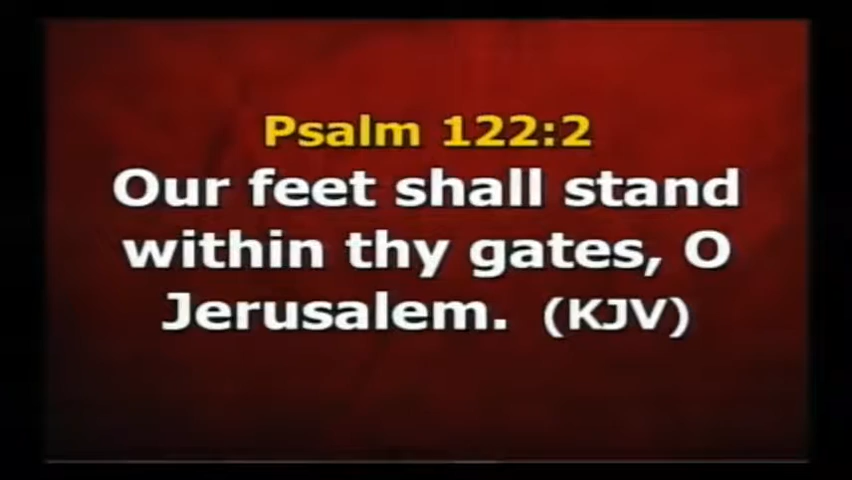 Psalm 122:2
Our feet shall stand
within thy gates, O
Jerusalem. (KJV)